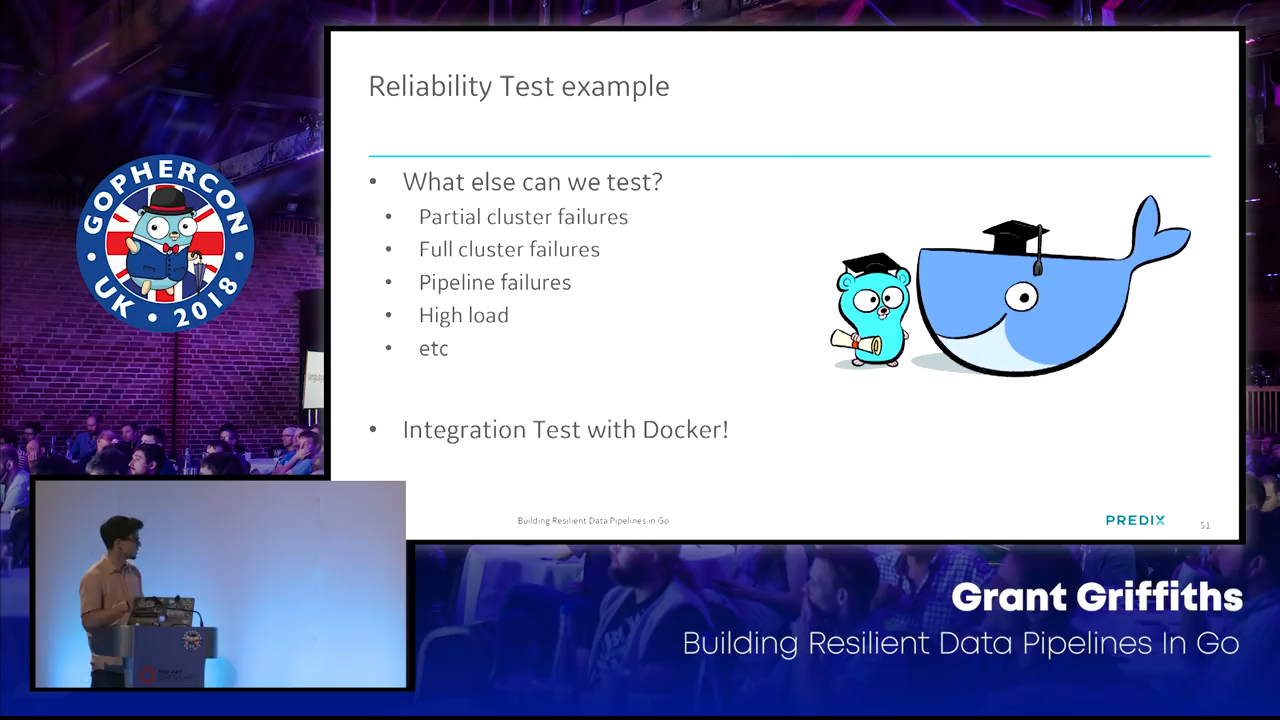 GOPHERCON
UK • 2018
Reliability Test example
• What else can we test?
• Partial cluster failures
• Full cluster failures
• Pipeline failures
• High load
• etc
• Integration Test with Docker!
Building Resilient Data Pipelines in Go
PREDIX
51
Grant Griffiths
Building Resilient Data Pipelines In Go